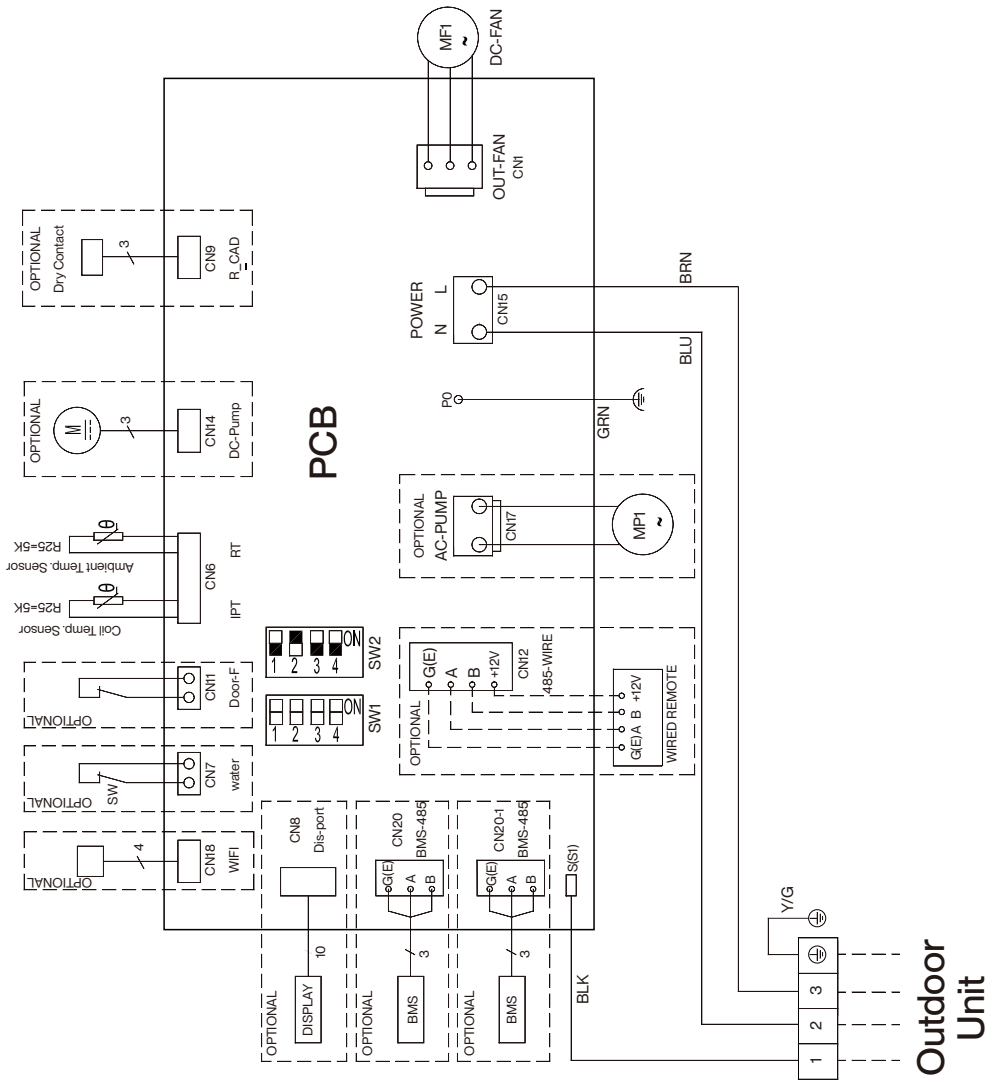 MF1
~
DC-FAN
OUT-FAN
CN1
OPTIONAL
Dry Contact
3
CN9
R_CAD
POWER
N L
CN15
BRN
BLU
OPTIONAL
M
3
CN14
DC-Pump
PCB
P0
GRN
R25=5K
Ambient Temp. Sensor
θ
RT
R25=5K
Coil Temp. Sensor
θ
IPT
CN6
OPTIONAL
AC-PUMP
CN17
MP1
~
1 2 3 4
ON
SW2
1 2 3 4
ON
SW1
OPTIONAL
CN11
Door-F
OPTIONAL
SW
CN7
water
OPTIONAL
4
CN18
WIFI
OPTIONAL
G(E)
A
B
+12V
CN12
485-WIRE
G(E) A B +12V
WIRED REMOTE
CN8
Dis-port
10
DISPLAY
OPTIONAL
CN20
BMS-485
G(E)
A
B
3
BMS
OPTIONAL
CN20-1
BMS-485
G(E)
A
B
3
BMS
OPTIONAL
S(S1)
BLK
Y/G
1 2 3
Outdoor
Unit